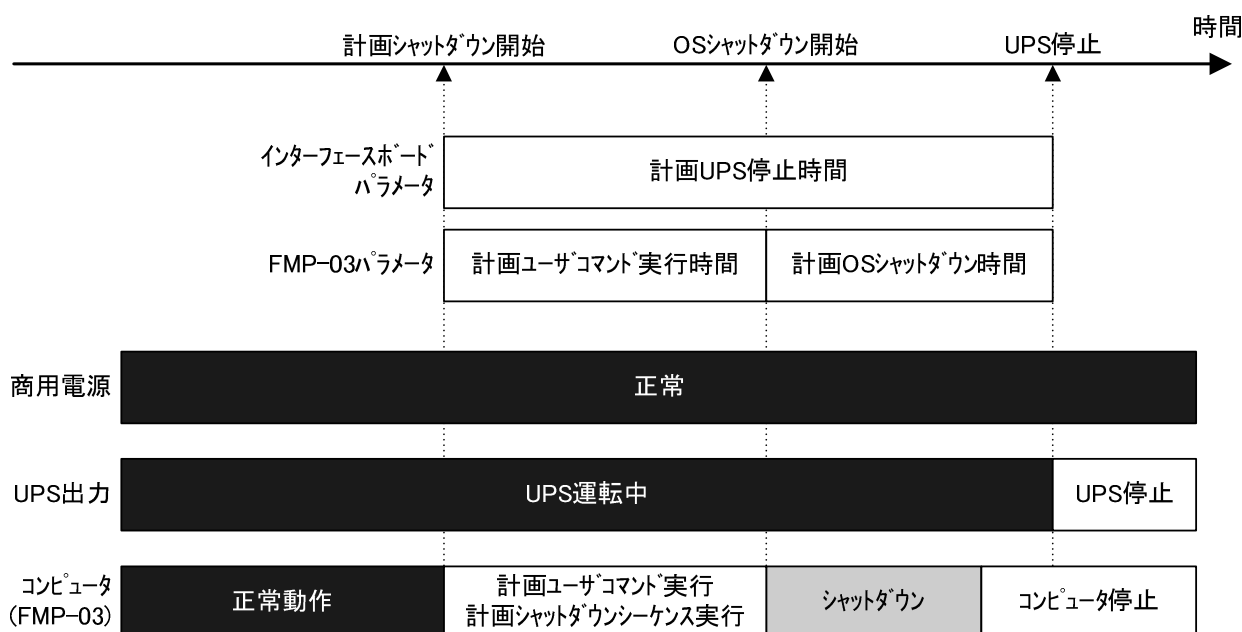 時間
計画シャットダウン開始
OSシャットダウン開始
UPS停止
インターフェースボード
パラメータ
計画UPS停止時間
FMP-03パラメータ
計画ユーザコマンド実行時間
計画OSシャットダウン時間
商用電源
正常
UPS出力
UPS運転中
UPS停止
コンピュータ
(FMP-03)
正常動作
計画ユーザコマンド実行
計画シャットダウンシーケンス実行
シャットダウン
コンピュータ停止